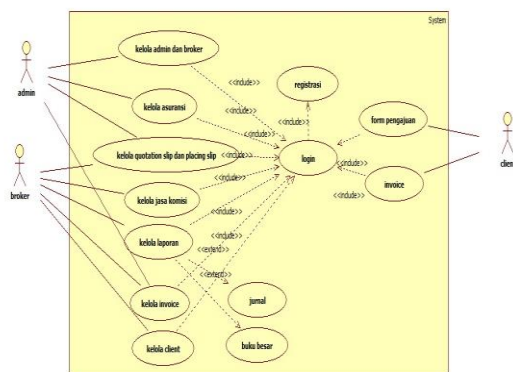 System
kelola admin dan broker
<<include>>
registrasi
admin
kelola asuransi
<<include>>
<<include>>
form pengajuan
<<include>>
kelola quotation slip dan placing slip
<<include>>
login
<<include>>
client
broker
kelola jasa komisi
<<include>>
invoice
<<include>>
<<include>>
kelola laporan
<<include>>
<<extend>>
<<extend>>
kelola invoice
jurnal
kelola client
buku besar